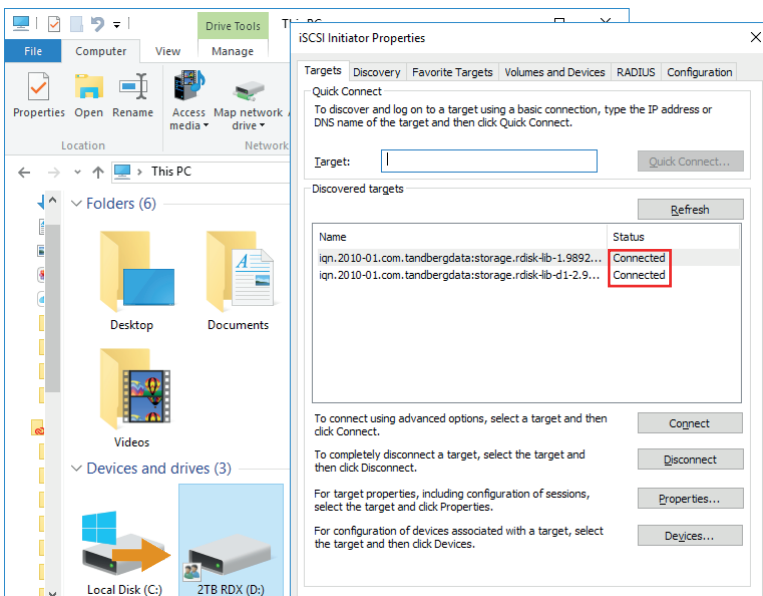 Drive Tools
File
Computer
View
Manage
Properties
Open
Rename
Access
media
Map network
drive
Location
Network
This PC
Folders (6)
Desktop
Documents
Videos
Devices and drives (3)
Local Disk (C:)
2TB RDX (D:)
iSCSI Initiator Properties
Targets
Discovery
Favorite Targets
Volumes and Devices
RADIUS
Configuration
Quick Connect
To discover and log on to a target using a basic connection, type the IP address or
DNS name of the target and then click Quick Connect.
Target:
Quick Connect...
Discovered targets
Refresh
Name
Status
iqn.2010-01.com.tandbergdata:storage.rdisk-lib-1.9892...
Connected
iqn.2010-01.com.tandbergdata:storage.rdisk-lib-d1-2.9...
Connected
To connect using advanced options, select a target and then
click Connect.
Connect
To completely disconnect a target, select the target and
then click Disconnect.
Disconnect
For target properties, including configuration of sessions,
select the target and click Properties.
Properties...
For configuration of devices associated with a target, select
the target and then click Devices.
Devices...